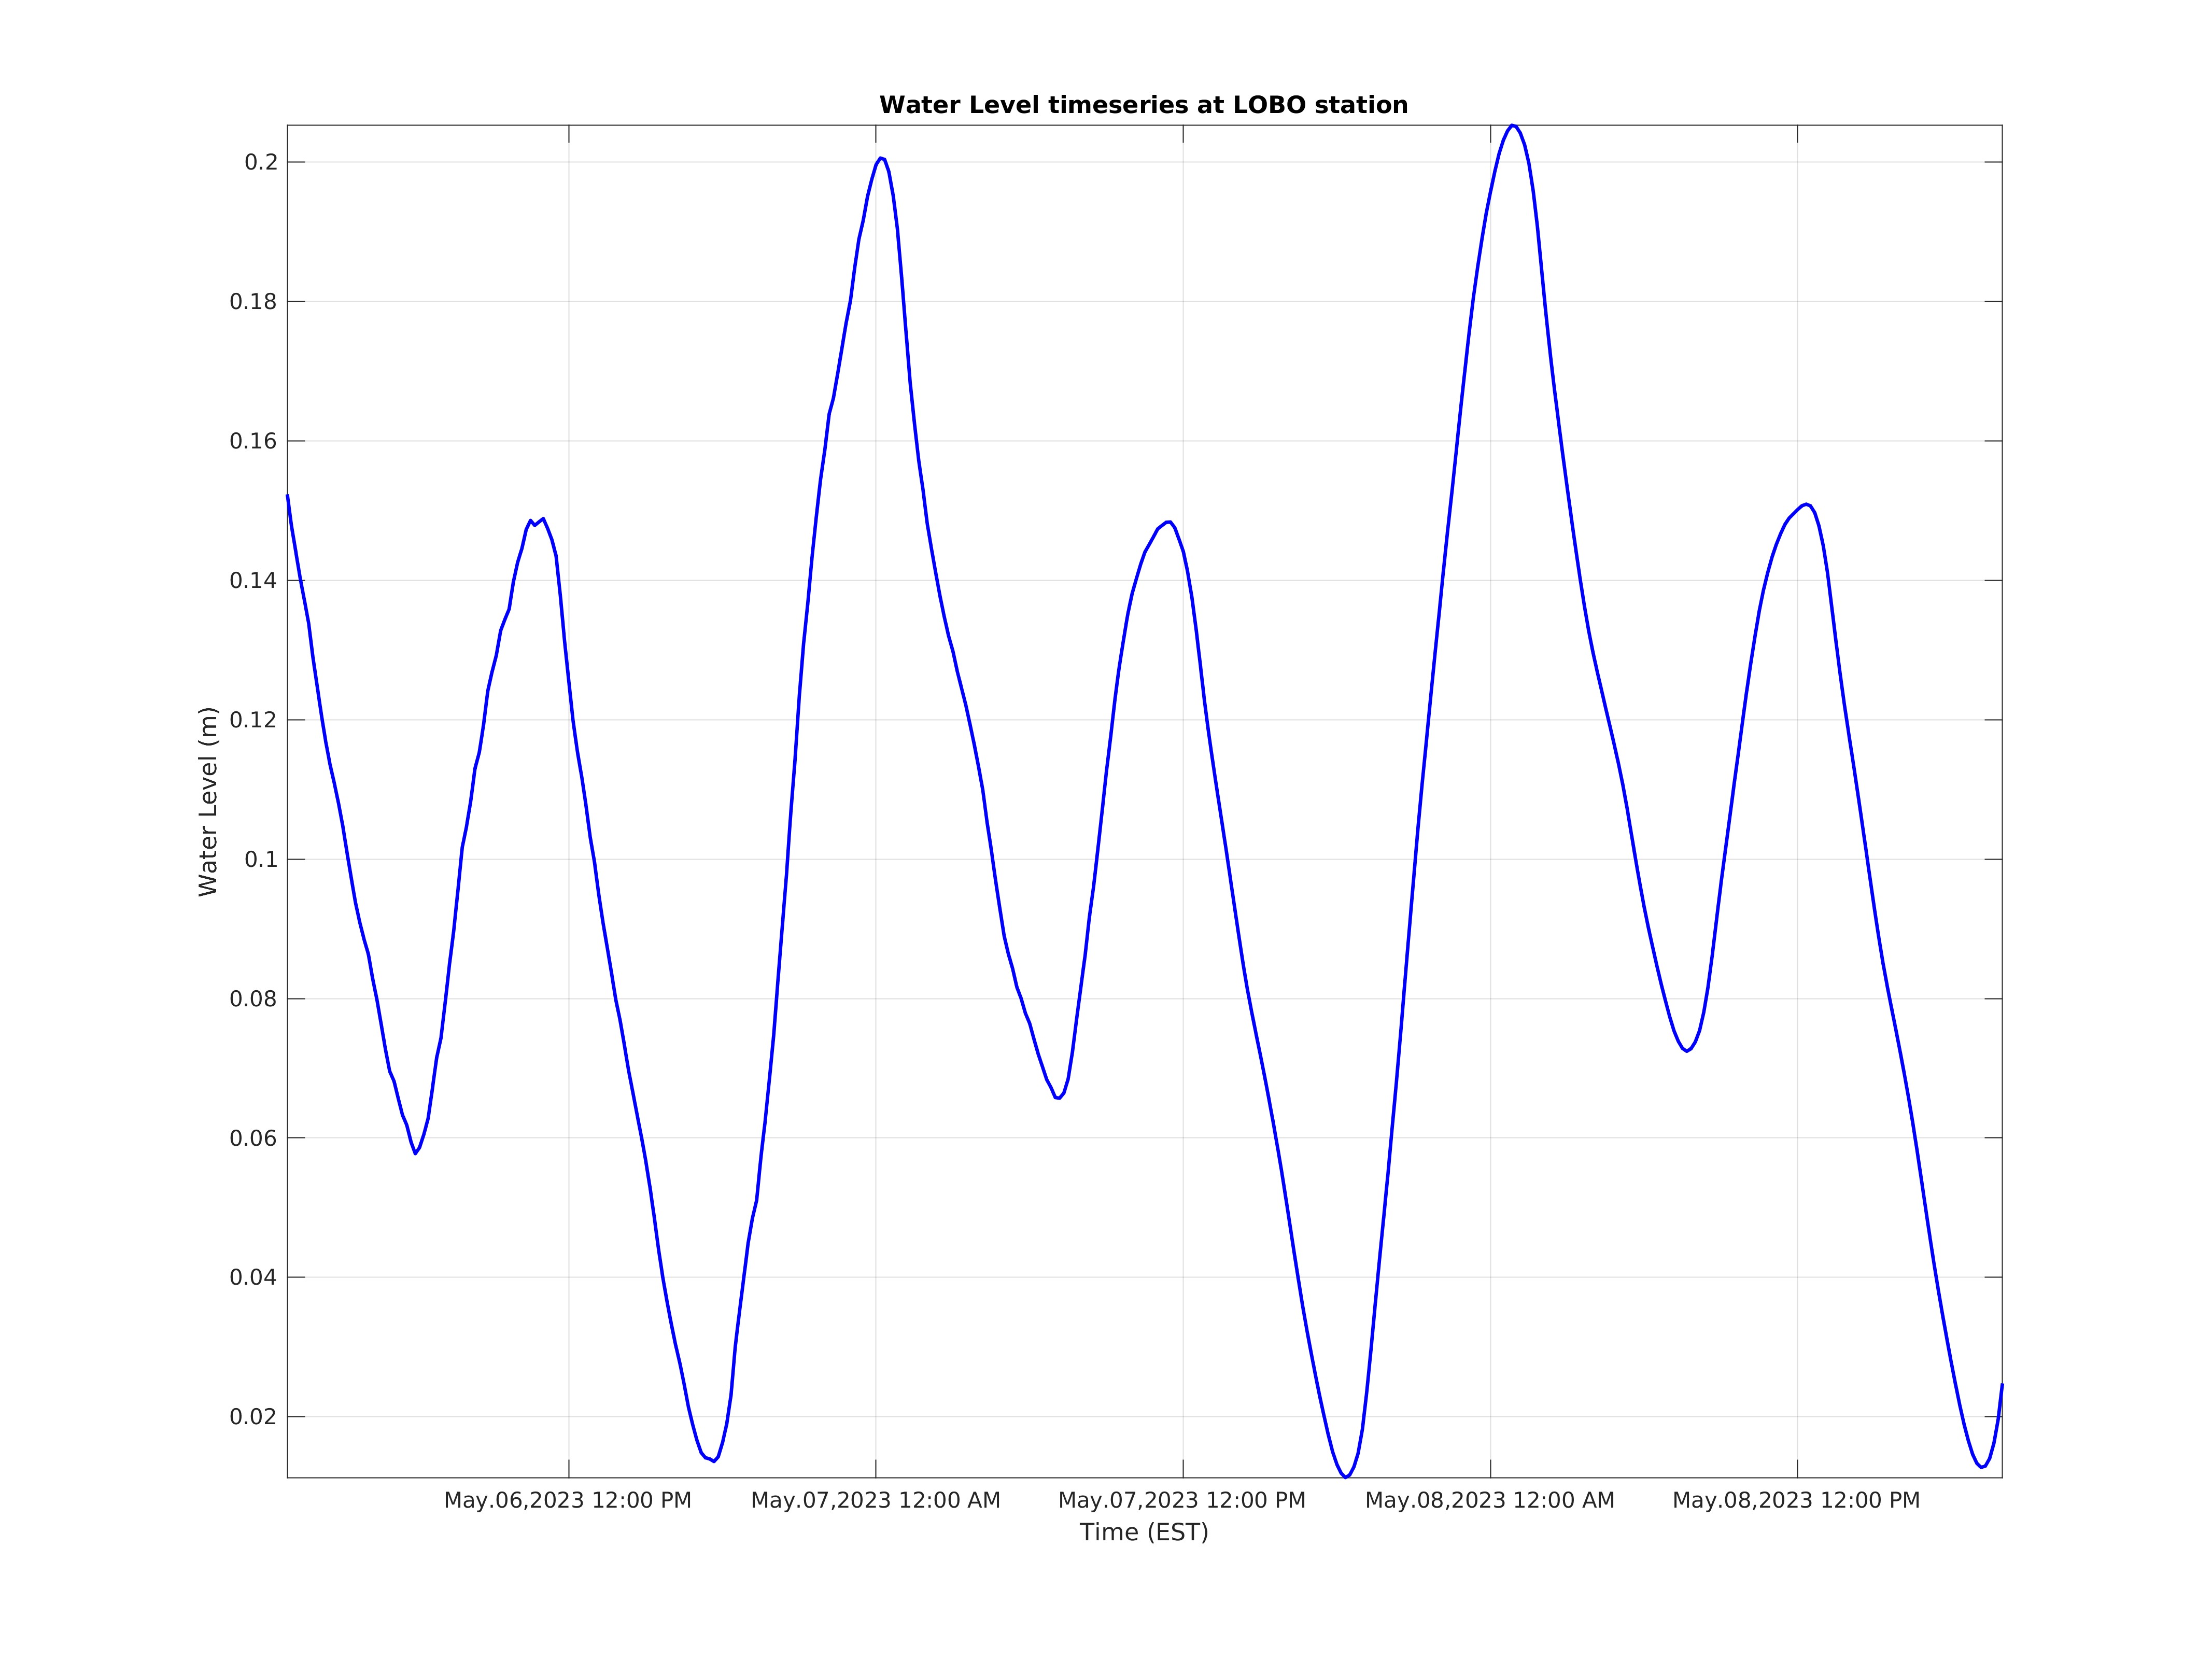 Water Level timeseries at LOBO station
0.2
0.18
0.16
0.14
0.12
0.1
0.08
0.06
0.04
0.02
Water Level (m)
May.06,2023 12:00 PM
May.07,2023 12:00 AM
May.07,2023 12:00 PM
May.08,2023 12:00 AM
May.08,2023 12:00 PM
Time (EST)